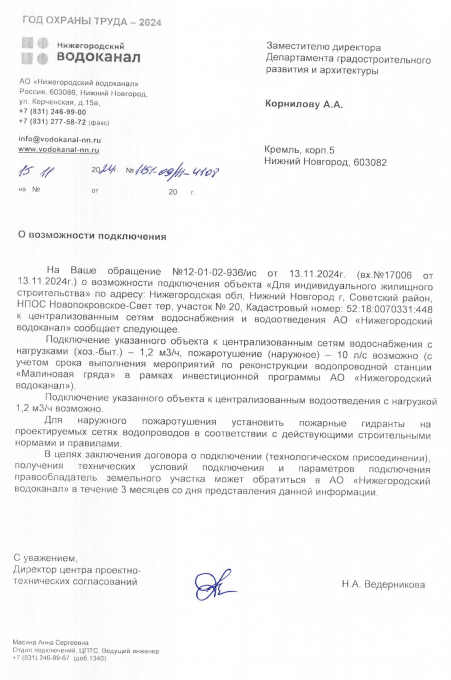 ГОД ОХРАНЫ ТРУДА – 2024
Нижегородский
водоканал
АО «Нижегородский водоканал»
Россия, 603086, Нижний Новгород,
ул. Керченская, д.15а,
+7 (831) 246-99-00
+7 (831) 277-58-72 (факс)
info@vodokanal-nn.ru
www.vodokanal-nn.ru
15 11 2024 №
на № от 20 г.
Заместителю директора
Департамента градостроительного
развития и архитектуры
Корнилову А.А.
Кремль, корп.5
Нижний Новгород, 603082
О возможности подключения
На Ваше обращение №12-01-02-936/ис от 13.11.2024г. (вх.№17006 от
13.11.2024г.) о возможности подключения объекта «Для индивидуального жилищного
строительства» по адресу: Нижегородская обл, Нижний Новгород г, Советский район,
НПОС Новопокровское-Свет тер, участок № 20, Кадастровый номер: 52:18:0070331:448
к централизованным сетям водоснабжения и водоотведения АО «Нижегородский
водоканал» сообщает следующее.
Подключение указанного объекта к централизованным сетям водоснабжения с
нагрузками (хоз.-быт.) – 1,2 м3/ч, пожаротушение (наружное) – 10 л/с возможно (с
учетом срока выполнения мероприятий по реконструкции водопроводной станции
«Малиновая гряда» в рамках инвестиционной программы АО «Нижегородский
водоканал»).
Подключение указанного объекта к централизованным водоотведения с нагрузкой
1,2 м3/ч возможно.
Для наружного пожаротушения установить пожарные гидранты на
проектируемых сетях водопроводов в соответствии с действующими строительными
нормами и правилами.
В целях заключения договора о подключении (технологическом присоединении),
получения технических условий подключения и параметров подключения
правообладатель земельного участка может обратиться в АО «Нижегородский
водоканал» в течение 3 месяцев со дня представления данной информации.
С уважением,
Директор центра проектно-
технических согласований
Н.А. Ведерникова
Масина Анна Сергеевна
Отдел подключений, ЦПТС, Ведущий инженер
+7 (831) 246-99-67 (доб.1340)